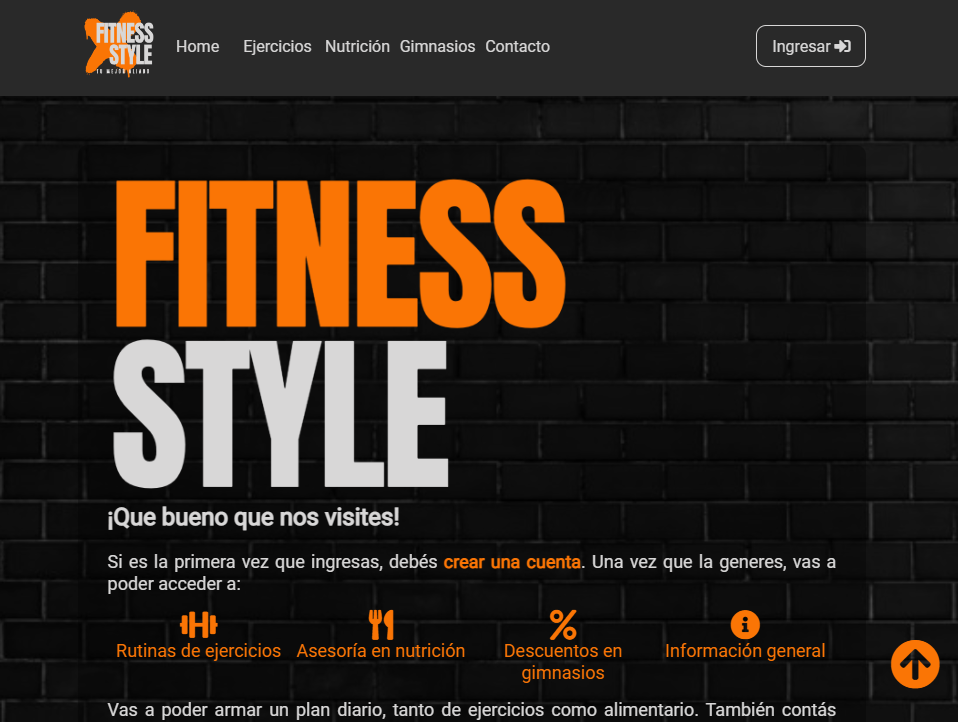 FITNESS
STYLE
TU MEJOR ALIADO
Home Ejercicios Nutrición Gimnasios Contacto
Ingresar
FITNESS
STYLE
¡Que bueno que nos visites!
Si es la primera vez que ingresas, debés crear una cuenta. Una vez que la generes, vas a
poder acceder a:
Rutinas de ejercicios
Asesoría en nutrición
Descuentos en
gimnasios
Información general
Vas a poder armar un plan diario, tanto de ejercicios como alimentario. También contás